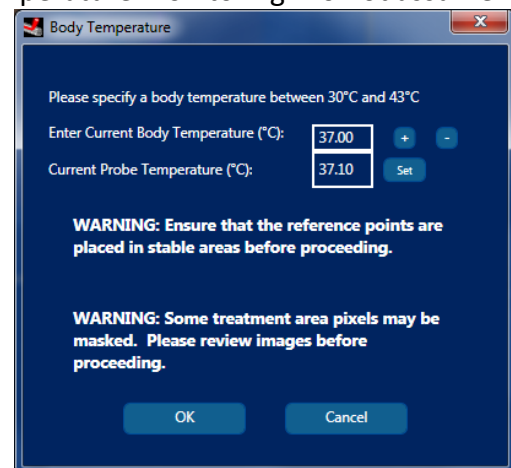 Body Temperature
x
Please specify a body temperature between 30°C and 43°C
Enter Current Body Temperature (°C): 37.00 + -
Current Probe Temperature (°C): 37.10 Set
WARNING: Ensure that the reference points are
placed in stable areas before proceeding.
WARNING: Some treatment area pixels may be
masked. Please review images before
proceeding.
OK Cancel